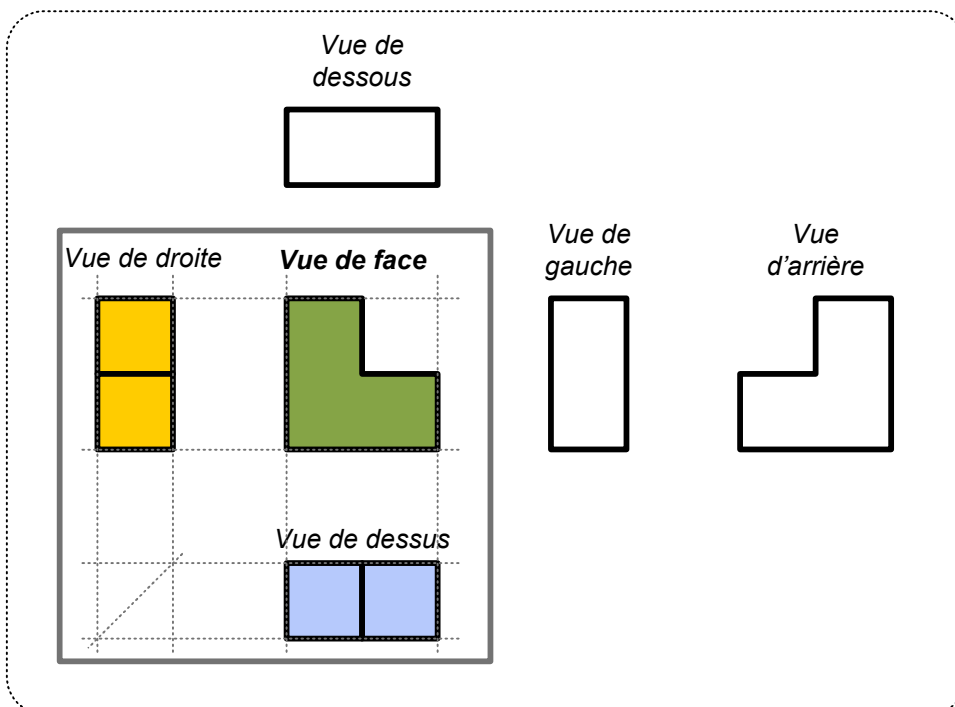 Vue de
dessous
Vue de droite
Vue de face
Vue de
gauche
Vue
d'arrière
Vue de dessus